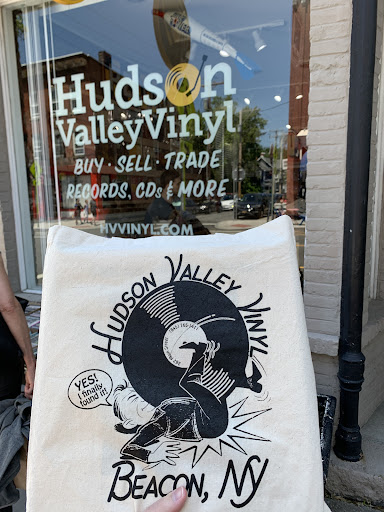 Hudson
Valley Vinyl
BUY · SELL · TRADE
RECORDS, CDs & MORE
HVVINYL.COM
HUDSON VALLEY VINYL
YES!
I finally
found it!
BEACON, NY